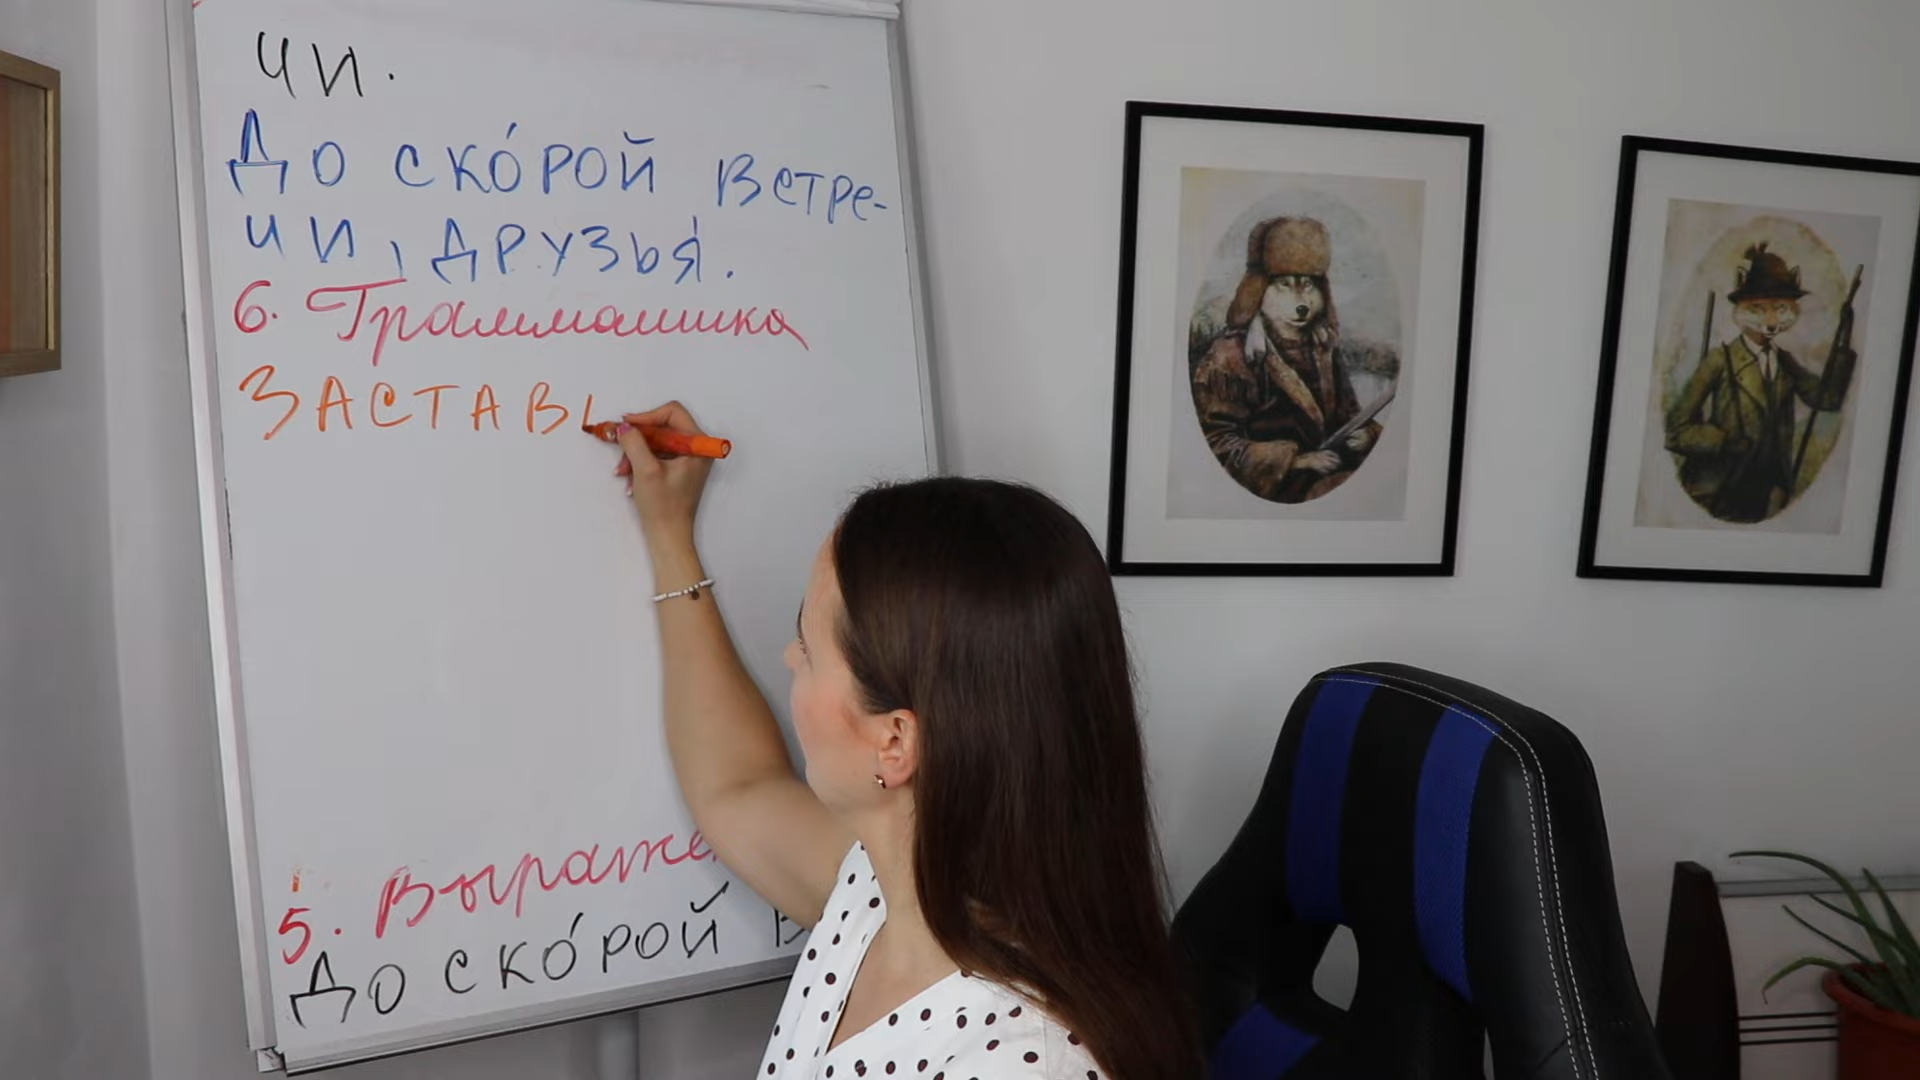 ЧИ.
ДО СКО́РОЙ ВСТРЕ-
ЧИ, ДРУЗЬЯ́.
6. Грамматика
ЗАСТАВ
5. Выраже
ДО СКО́РОЙ В